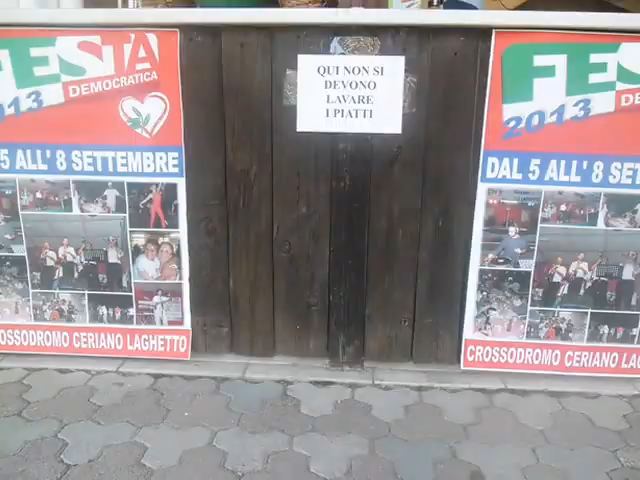 FESTA
DEMOCRATICA
2013
5 ALL' 8 SETTEMBRE
CROSSODROMO CERIANO LAGHETTO
QUI NON SI
DEVONO
LAVARE
I PIATTI
FES
DE
2013
DAL 5 ALL' 8 SET
CROSSODROMO CERIANO LAG